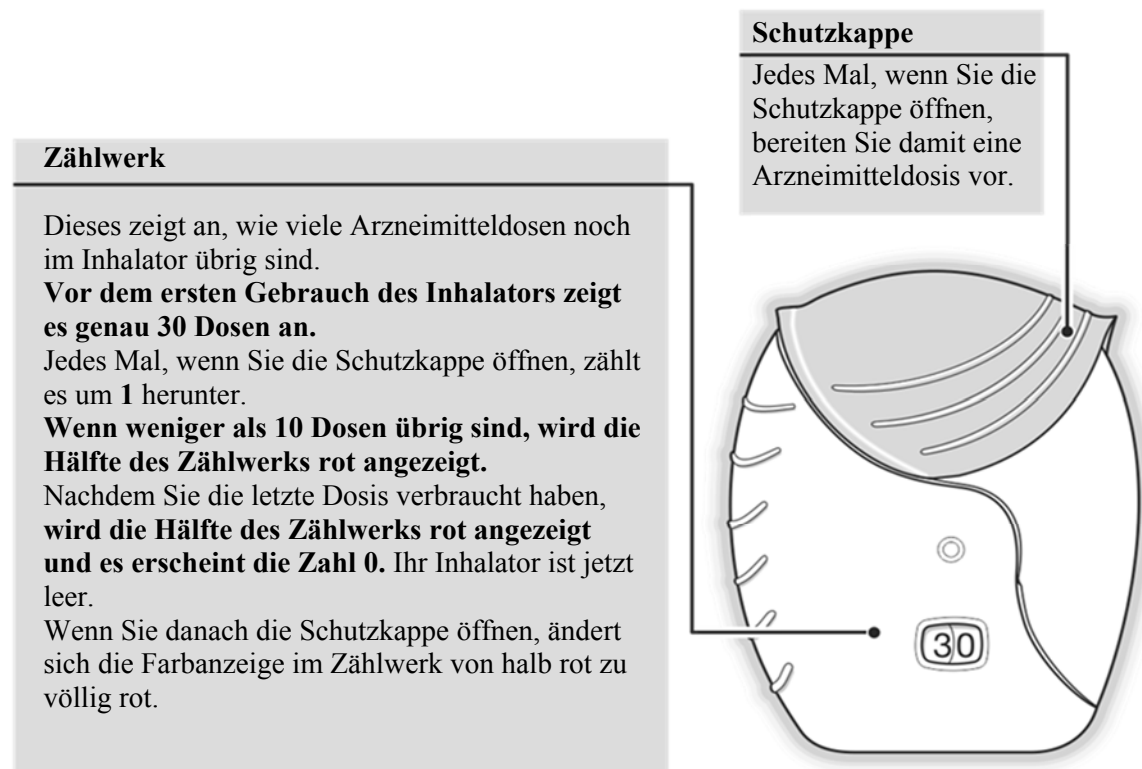 Schutzkappe
Jedes Mal, wenn Sie die
Schutzkappe öffnen,
bereiten Sie damit eine
Arzneimitteldosis vor.
Zählwerk
Dieses zeigt an, wie viele Arzneimitteldosen noch
im Inhalator übrig sind.
Vor dem ersten Gebrauch des Inhalators zeigt
es genau 30 Dosen an.
Jedes Mal, wenn Sie die Schutzkappe öffnen, zählt
es um 1 herunter.
Wenn weniger als 10 Dosen übrig sind, wird die
Hälfte des Zählwerks rot angezeigt.
Nachdem Sie die letzte Dosis verbraucht haben,
wird die Hälfte des Zählwerks rot angezeigt
und es erscheint die Zahl 0. Ihr Inhalator ist jetzt
leer.
Wenn Sie danach die Schutzkappe öffnen, ändert
sich die Farbanzeige im Zählwerk von halb rot zu
völlig rot.
30